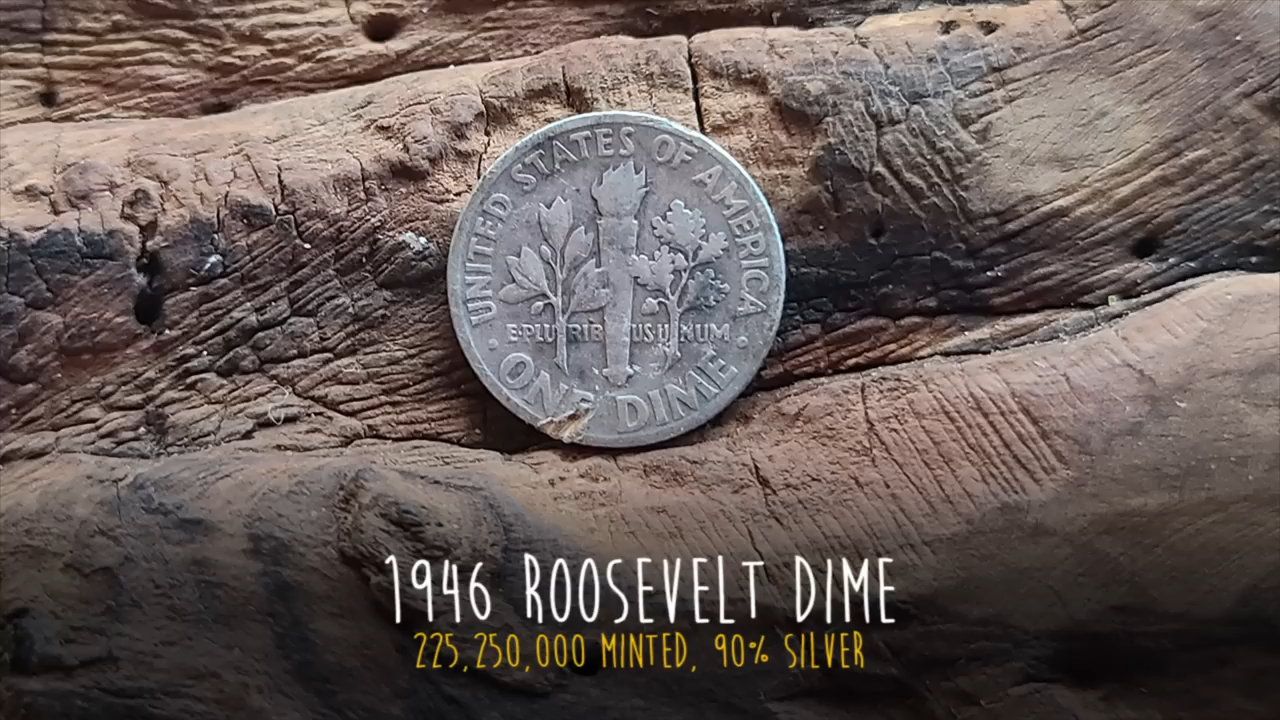 UNITED STATES OF AMERICA
E·PLURIBUS UNUM
· ONE DIME ·
1946 ROOSEVELT DIME
225,250,000 MINTED, 90% SILVER